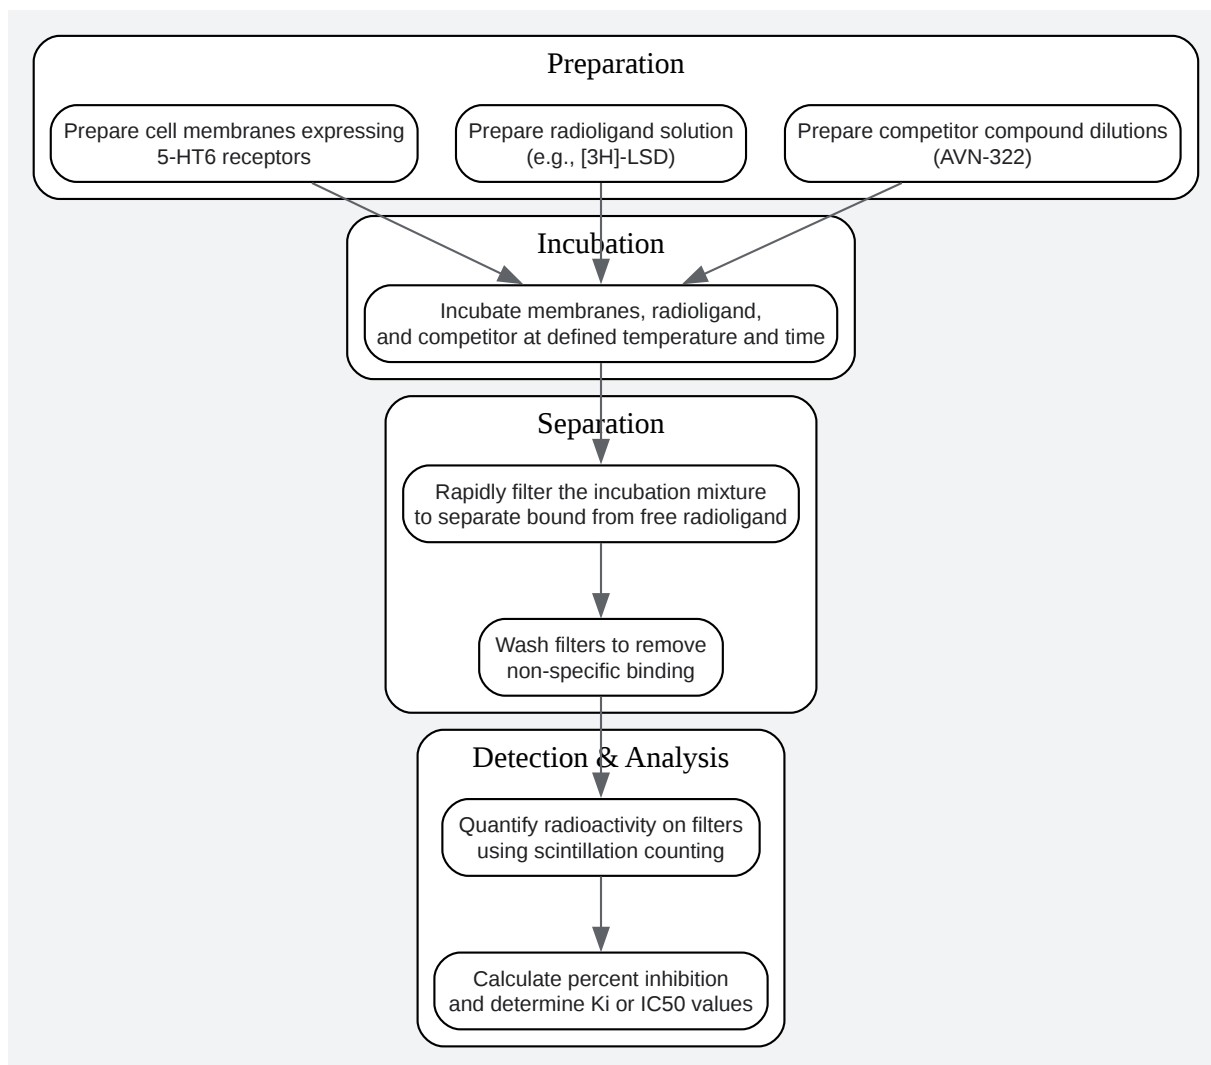 Preparation
Prepare cell membranes expressing
5-HT6 receptors
Prepare radioligand solution
(e.g., [3H]-LSD)
Prepare competitor compound dilutions
(AVN-322)
Incubation
Incubate membranes, radioligand,
and competitor at defined temperature and time
Separation
Rapidly filter the incubation mixture
to separate bound from free radioligand
Wash filters to remove
non-specific binding
Detection & Analysis
Quantify radioactivity on filters
using scintillation counting
Calculate percent inhibition
and determine Ki or IC50 values